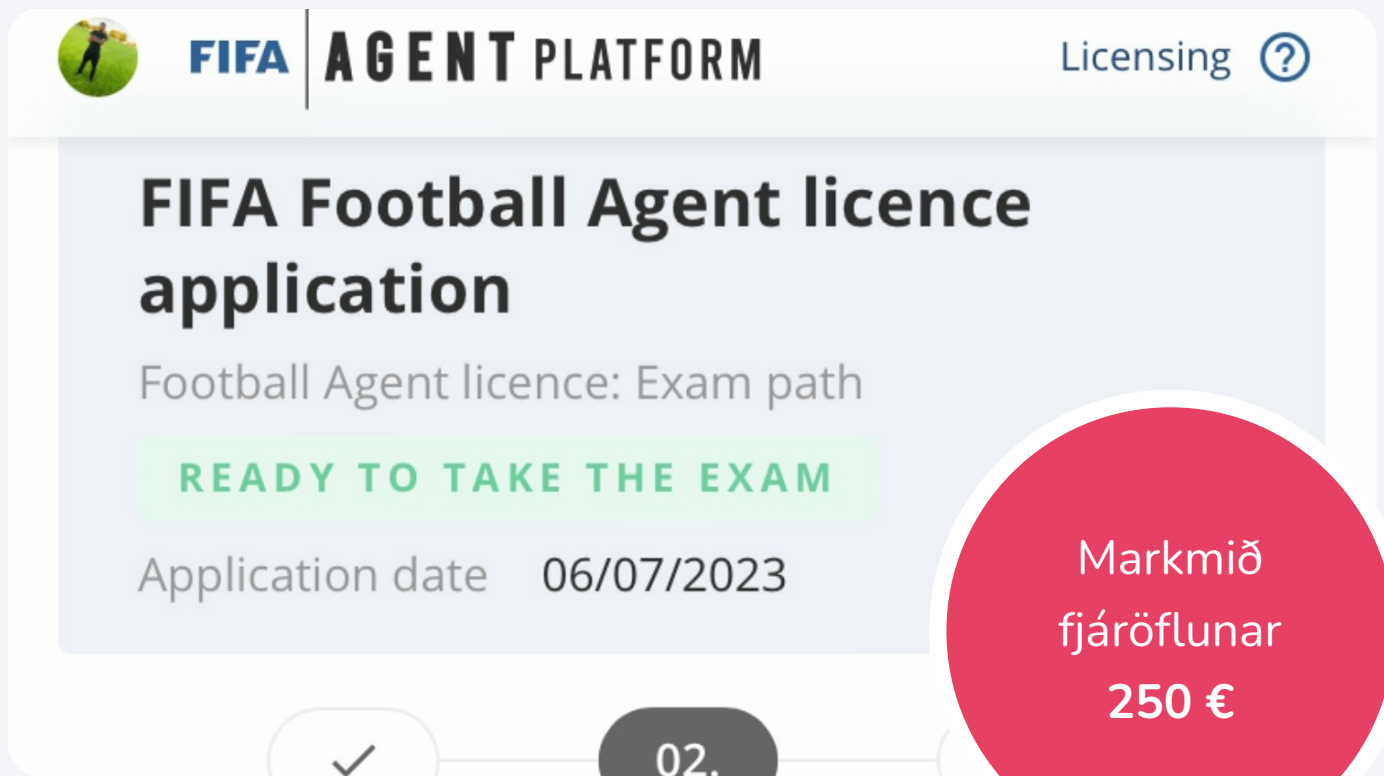 FIFA AGENT PLATFORM
Licensing ?
FIFA Football Agent licence
application
Football Agent licence: Exam path
READY TO TAKE THE EXAM
Application date 06/07/2023
02.
Markmið
fjáröflunar
250 €